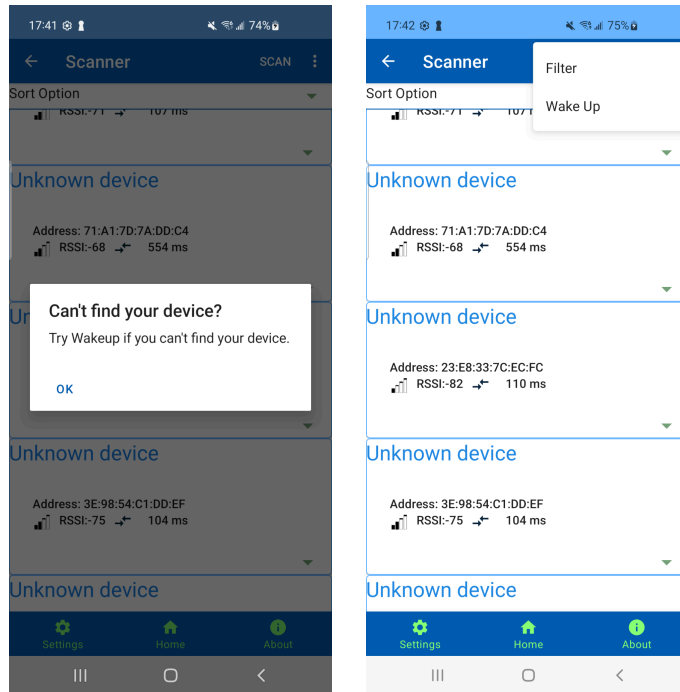 17:41
74%
Scanner
SCAN
Sort Option
RSSI:-71
107 ms
Unknown device
Address: 71:A1:7D:7A:DD:C4
RSSI:-68
554 ms
Un
Can't find your device?
Try Wakeup if you can't find your device.
OK
Unknown device
Address: 3E:98:54:C1:DD:EF
RSSI:-75
104 ms
Unknown device
Settings
Home
About
17:42
75%
Scanner
Filter
Wake Up
Sort Option
RSSI:-71
107
Unknown device
Address: 71:A1:7D:7A:DD:C4
RSSI:-68
554 ms
Unknown device
Address: 23:E8:33:7C:EC:FC
RSSI:-82
110 ms
Unknown device
Address: 3E:98:54:C1:DD:EF
RSSI:-75
104 ms
Unknown device
Settings
Home
About